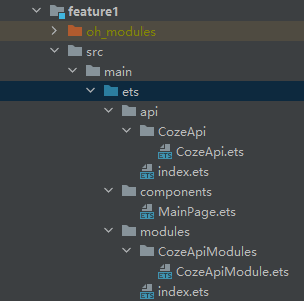 feature1
oh_modules
src
main
ets
api
CozeApi
CozeApi.ets
index.ets
components
MainPage.ets
modules
CozeApiModules
CozeApiModule.ets
index.ets